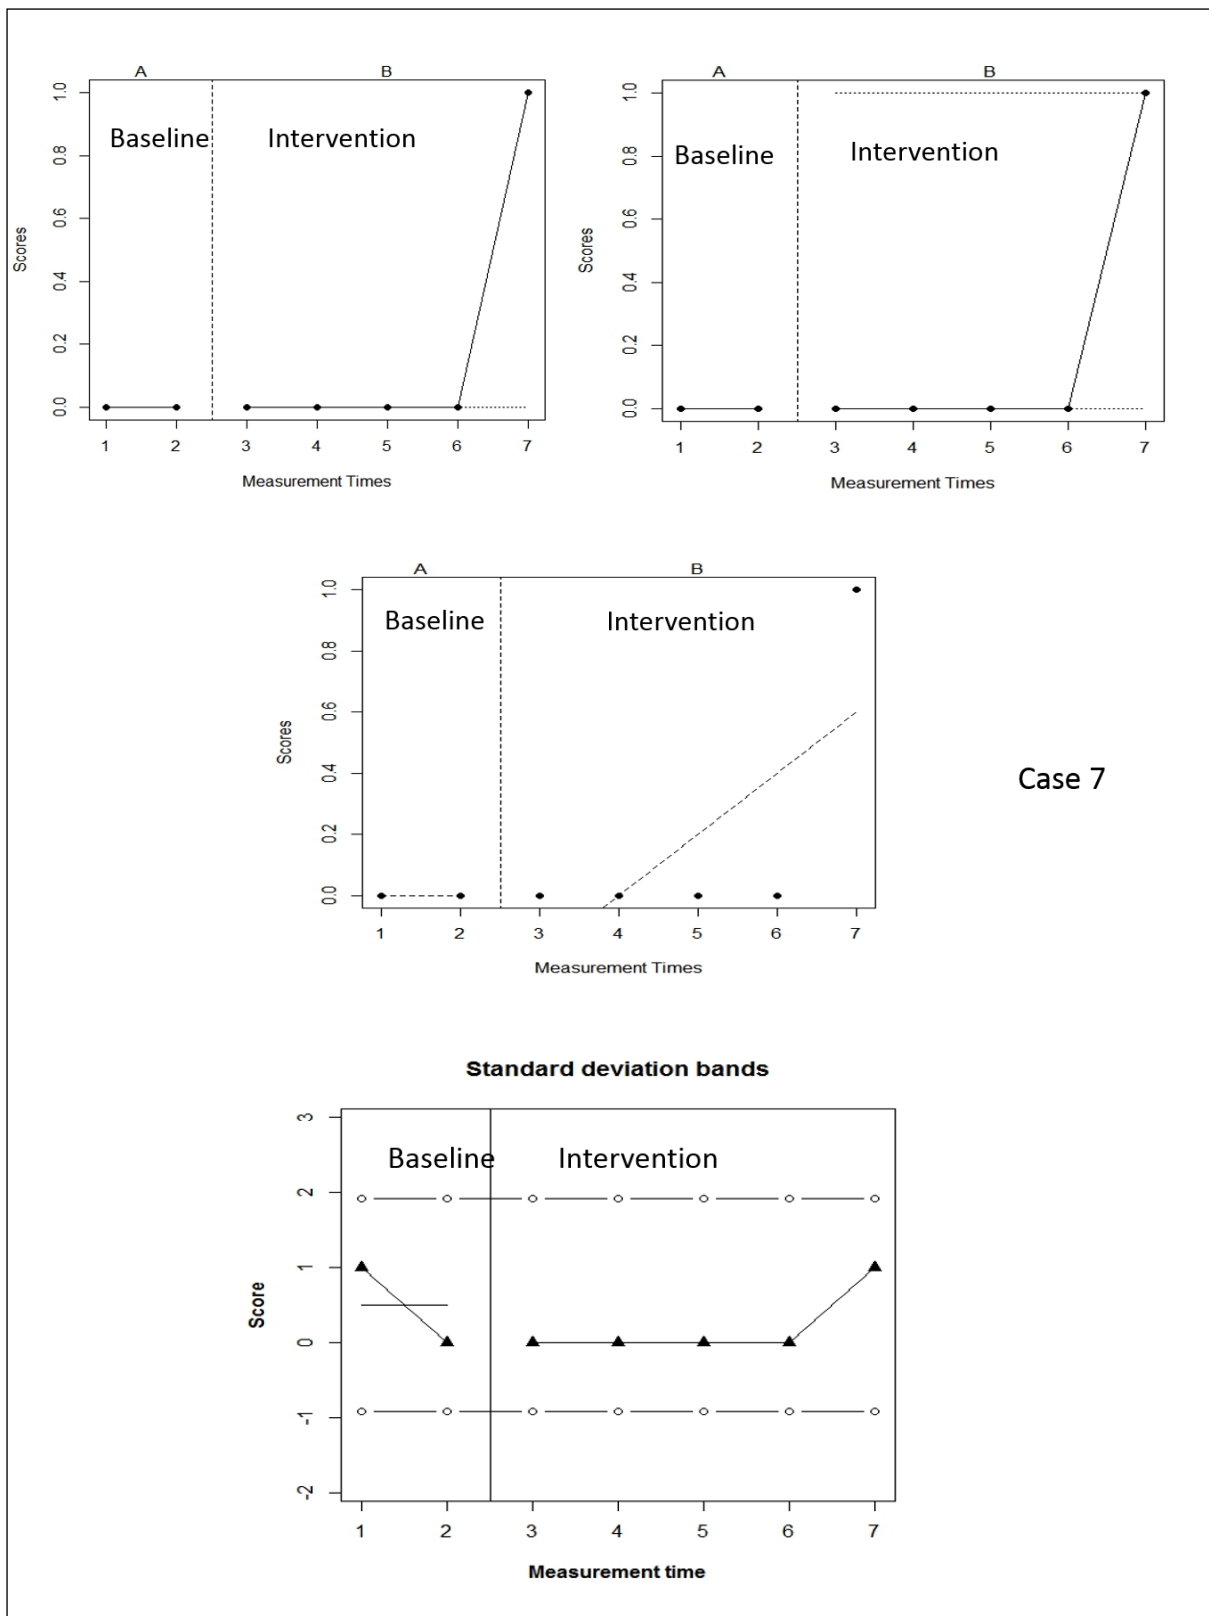 A B
1.0
Baseline Intervention
0.8
0.6
Scores
0.4
0.2
0.0
1 2 3 4 5 6 7
Measurement Times
A B
1.0
Baseline Intervention
0.8
0.6
Scores
0.4
0.2
0.0
1 2 3 4 5 6 7
Measurement Times
A B
1.0
Baseline Intervention
0.8
0.6
Scores
0.4
0.2
0.0
1 2 3 4 5 6 7
Measurement Times
Case 7
Standard deviation bands
3
Baseline Intervention
2
1
Score
0
-1
-2
1 2 3 4 5 6 7
Measurement time